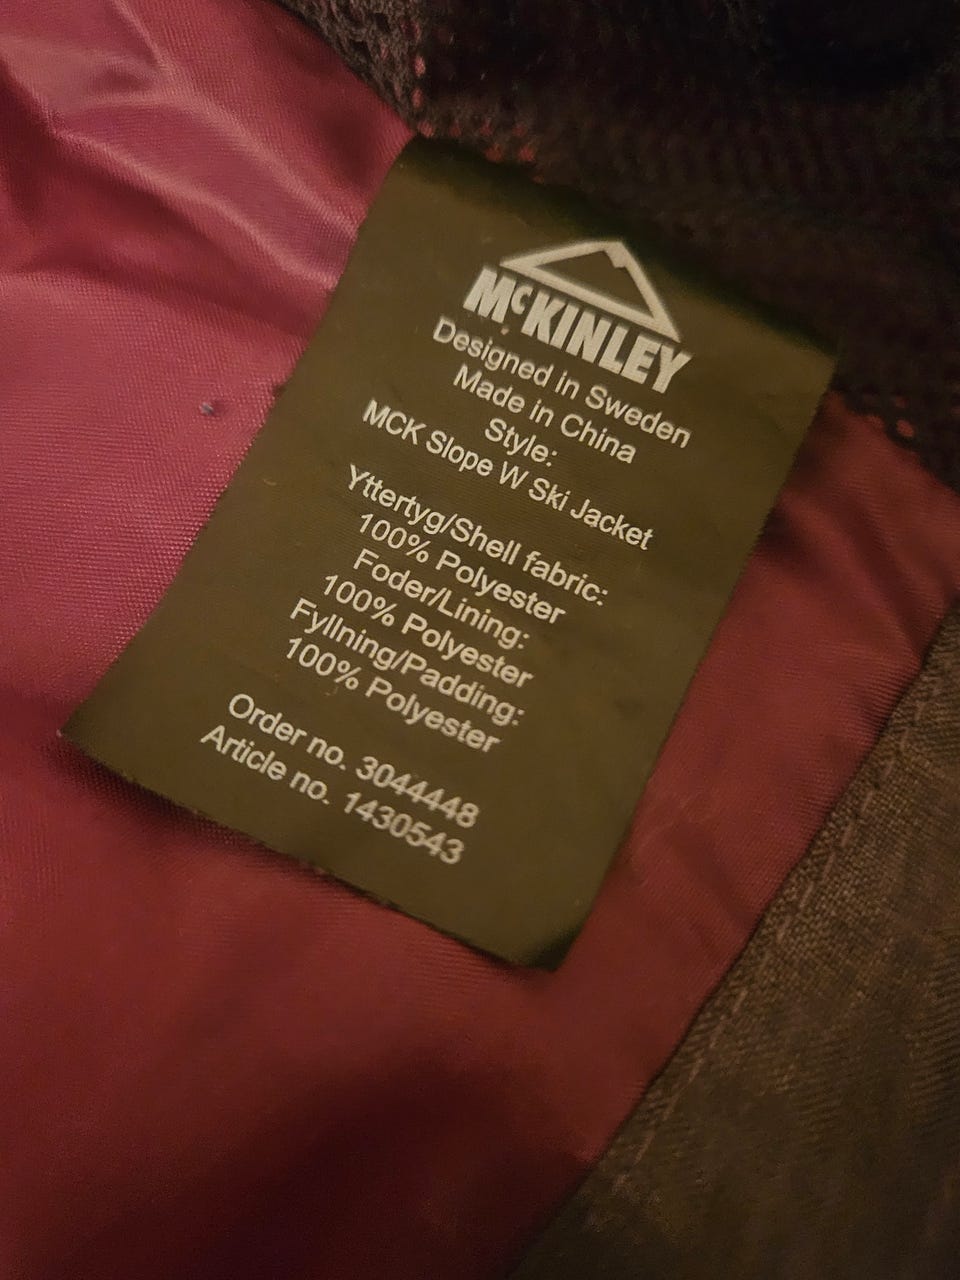 McKINLEY
Designed in Sweden
Made in China
Style:
MCK Slope W Ski Jacket
Yttertyg/Shell fabric:
100% Polyester
Foder/Lining:
100% Polyester
Fyllning/Padding:
100% Polyester
Order no. 3044448
Article no. 1430543